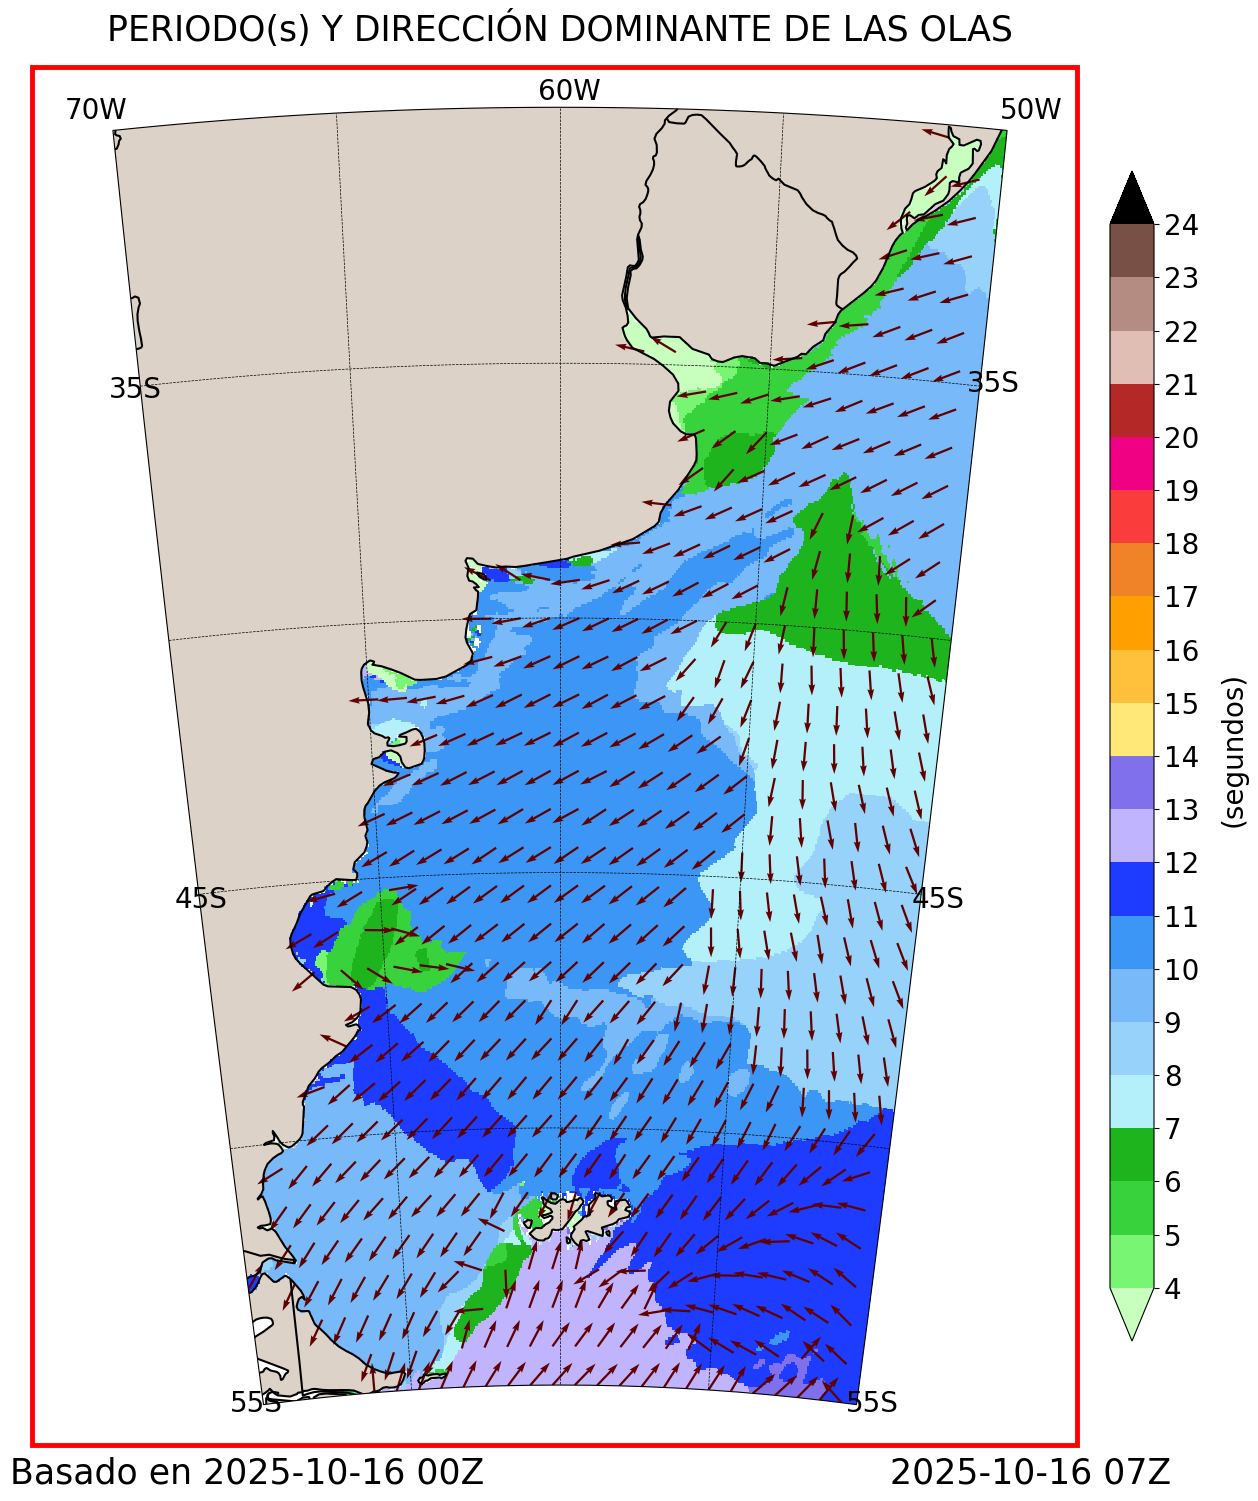 PERIODO(s) Y DIRECCIÓN DOMINANTE DE LAS OLAS
70W
60W
50W
35S
35S
45S
45S
55S
55S
24
23
22
21
20
19
18
17
16
15
14
13
12
11
10
9
8
7
6
5
4
(segundos)
Basado en 2025-10-16 00Z
2025-10-16 07Z